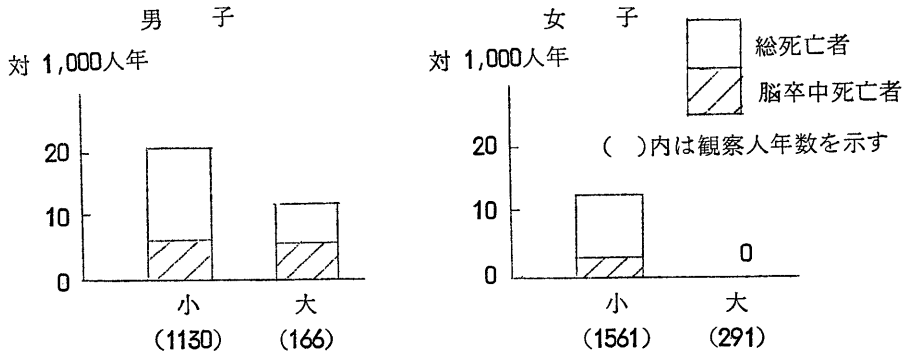 男 子
対 1,000人年
20
10
0
小 大
(1130) (166)
女 子
対 1,000人年
20
10
0
0
小 大
(1561) (291)
総死亡者
脳卒中死亡者
( )内は観察人年数を示す